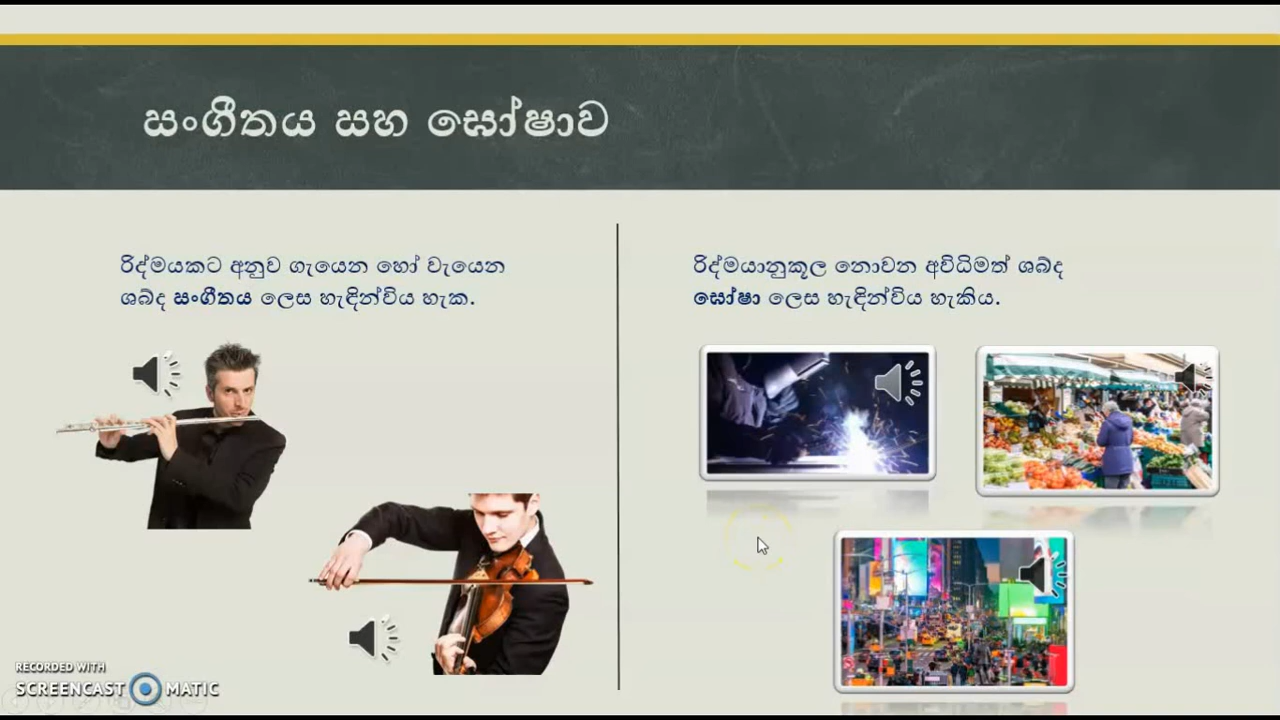 සංගීතය සහ ඝෝෂාව
රිද්මයකට අනුව ගැයෙන හෝ වැයෙන
ශබ්ද සංගීතය ලෙස හැඳින්විය හැක.
රිද්මයානුකූල නොවන අවිධිමත් ශබ්ද
ඝෝෂා ලෙස හැඳින්විය හැකිය.
RECORDED WITH
SCREENCAST MATIC